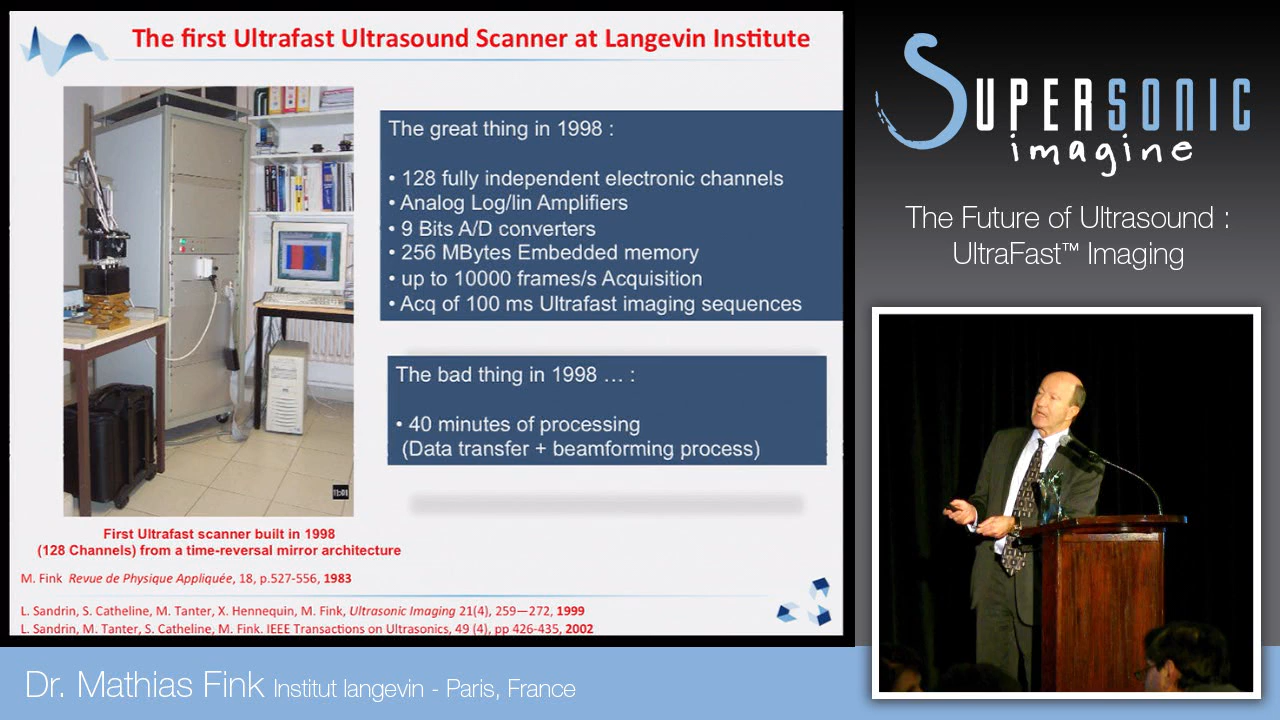 The first Ultrafast Ultrasound Scanner at Langevin Institute
The great thing in 1998 :
• 128 fully independent electronic channels
• Analog Log/lin Amplifiers
• 9 Bits A/D converters
• 256 MBytes Embedded memory
• up to 10000 frames/s Acquisition
• Acq of 100 ms Ultrafast imaging sequences
The bad thing in 1998 ... :
• 40 minutes of processing
(Data transfer + beamforming process)
First Ultrafast scanner built in 1998
(128 Channels) from a time-reversal mirror architecture
M. Fink Revue de Physique Appliquée, 18, p.527-556, 1983
L. Sandrin, S. Catheline, M. Tanter, X. Hennequin, M. Fink, Ultrasonic Imaging 21(4), 259—272, 1999
L. Sandrin, M. Tanter, S. Catheline, M. Fink. IEEE Transactions on Ultrasonics, 49 (4), pp 426-435, 2002
SUPERSONIC
imagine
The Future of Ultrasound :
UltraFast™ Imaging
Dr. Mathias Fink Institut langevin - Paris, France